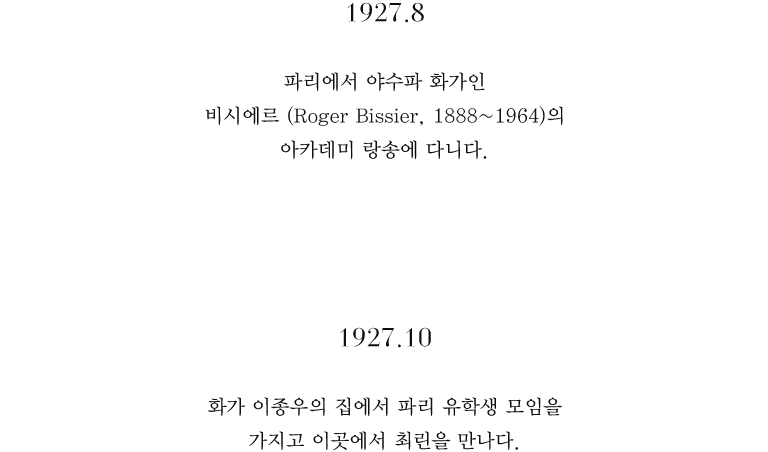 1927.8
파리에서 야수파 화가인
비시에르 (Roger Bissier, 1888~1964)의
아카데미 랑송에 다니다.
1927.10
화가 이종우의 집에서 파리 유학생 모임을
가지고 이곳에서 최린을 만나다.